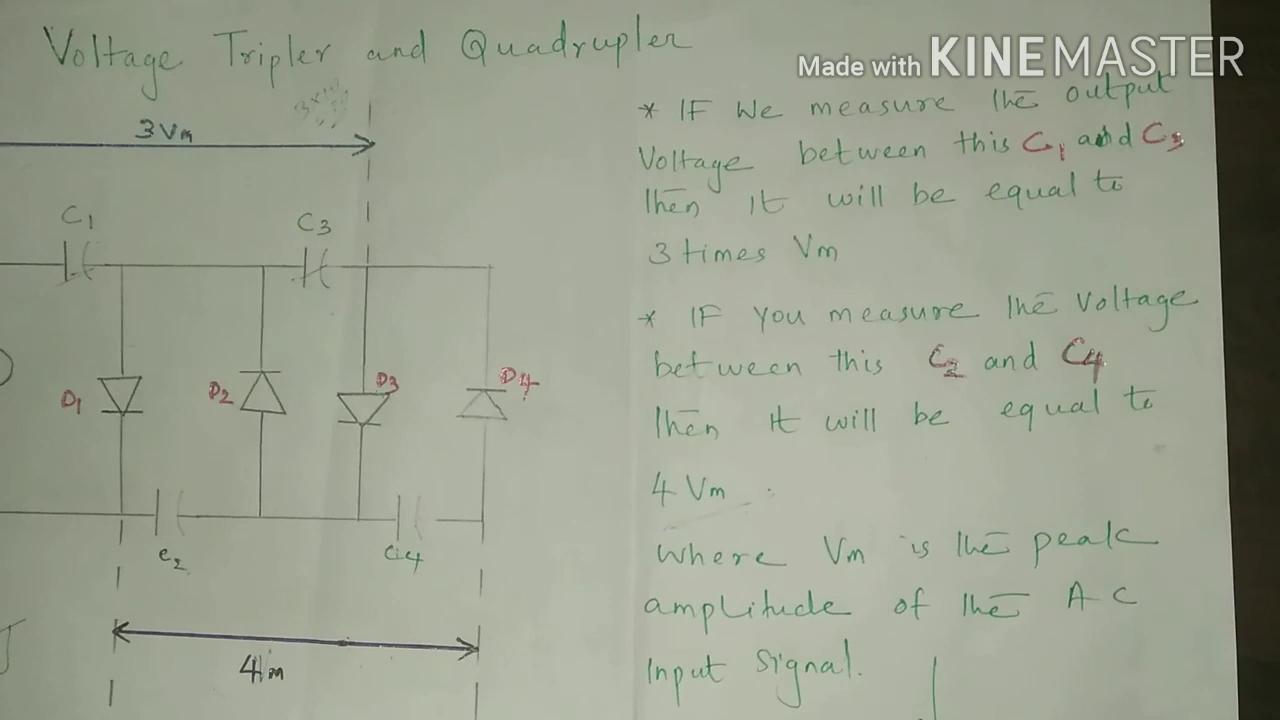 Voltage Tripler and Quadrupler
Made with KINEMASTER
3Vm
C1
C3
D1
D2
D3
D4
C2
C4
4Vm
* IF We measure the output
Voltage between this C1 and C3
then it will be equal to
3 times Vm
* IF you measure the Voltage
between this C2 and C4
then it will be equal to
4 Vm
where Vm is the peak
amplitude of the AC
Input Signal.